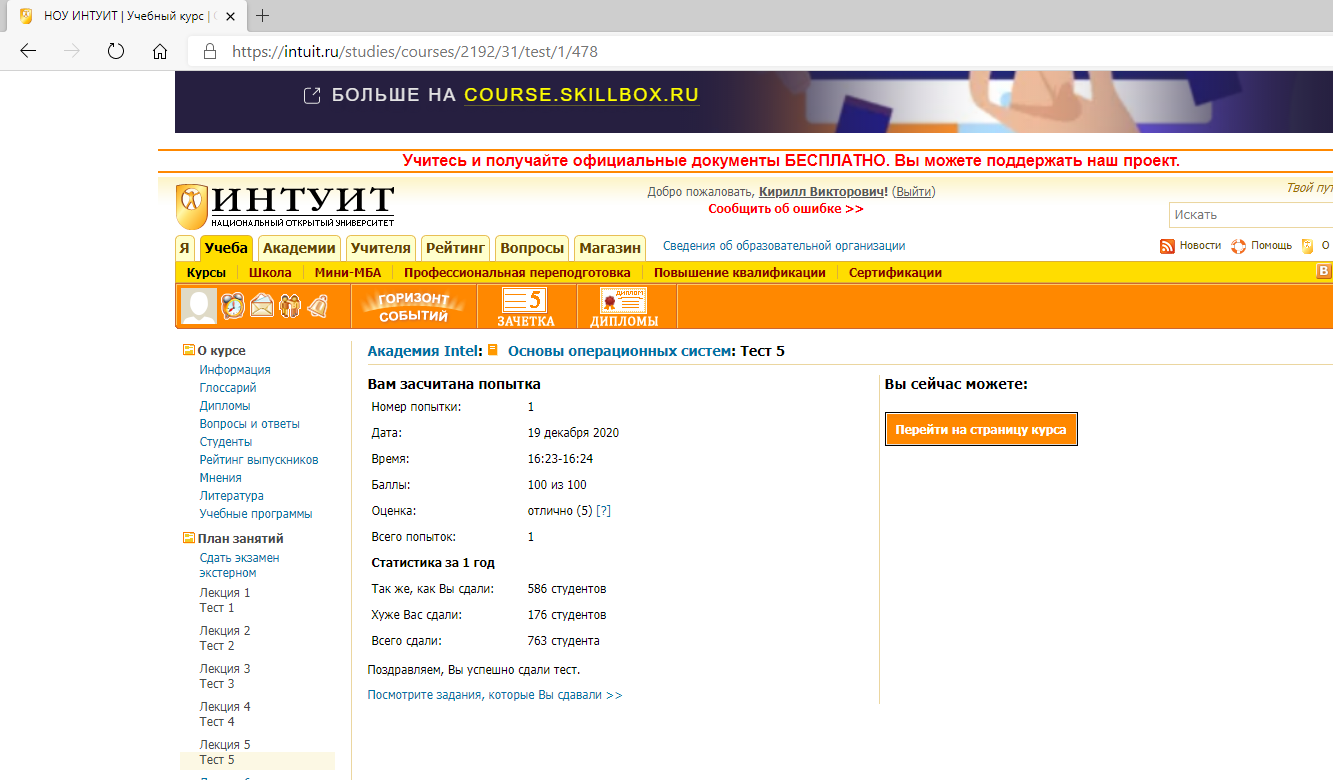 НОУ ИНТУИТ | Учебный курс |
https://intuit.ru/studies/courses/2192/31/test/1/478
БОЛЬШЕ НА COURSE.SKILLBOX.RU
Учитесь и получайте официальные документы БЕСПЛАТНО. Вы можете поддержать наш проект.
ИНТУИТ
НАЦИОНАЛЬНЫЙ ОТКРЫТЫЙ УНИВЕРСИТЕТ
Добро пожаловать, Кирилл Викторович! (Выйти)
Сообщить об ошибке >>
Твой пут
Искать
Я Учеба Академии Учителя Рейтинг Вопросы Магазин Сведения об образовательной организации Новости Помощь О
Курсы Школа Мини-МБА Профессиональная переподготовка Повышение квалификации Сертификации В
ГОРИЗОНТ СОБЫТИЙ
5 ЗАЧЕТКА
ДИПЛОМ ДИПЛОМЫ
О курсе
Информация
Глоссарий
Дипломы
Вопросы и ответы
Студенты
Рейтинг выпускников
Мнения
Литература
Учебные программы
План занятий
Сдать экзамен
экстерном
Лекция 1
Тест 1
Лекция 2
Тест 2
Лекция 3
Тест 3
Лекция 4
Тест 4
Лекция 5
Тест 5
Академия Intel: Основы операционных систем: Тест 5
Вам засчитана попытка
Номер попытки: 1
Дата: 19 декабря 2020
Время: 16:23-16:24
Баллы: 100 из 100
Оценка: отлично (5) [?]
Всего попыток: 1
Статистика за 1 год
Так же, как Вы сдали: 586 студентов
Хуже Вас сдали: 176 студентов
Всего сдали: 763 студента
Поздравляем, Вы успешно сдали тест.
Посмотрите задания, которые Вы сдавали >>
Вы сейчас можете:
Перейти на страницу курса